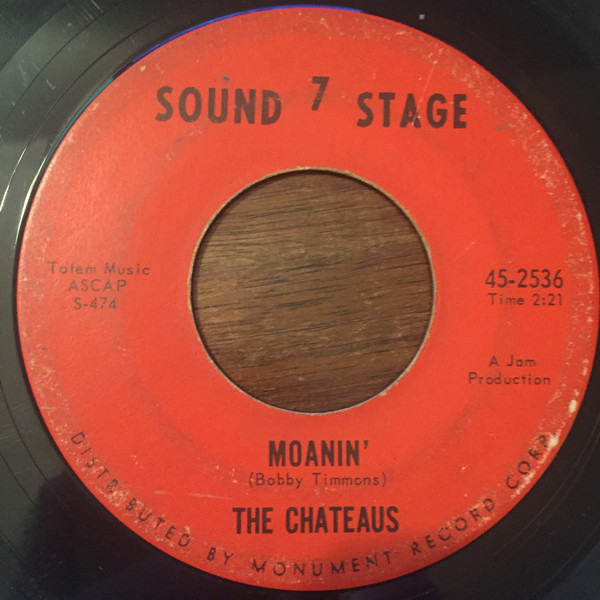 SOUND 7 STAGE
Totem Music
ASCAP
S-474
45-2536
Time 2:21
A Jam
Production
MOANIN'
(Bobby Timmons)
THE CHATEAUS
DISTRIBUTED BY MONUMENT RECORD CORP.